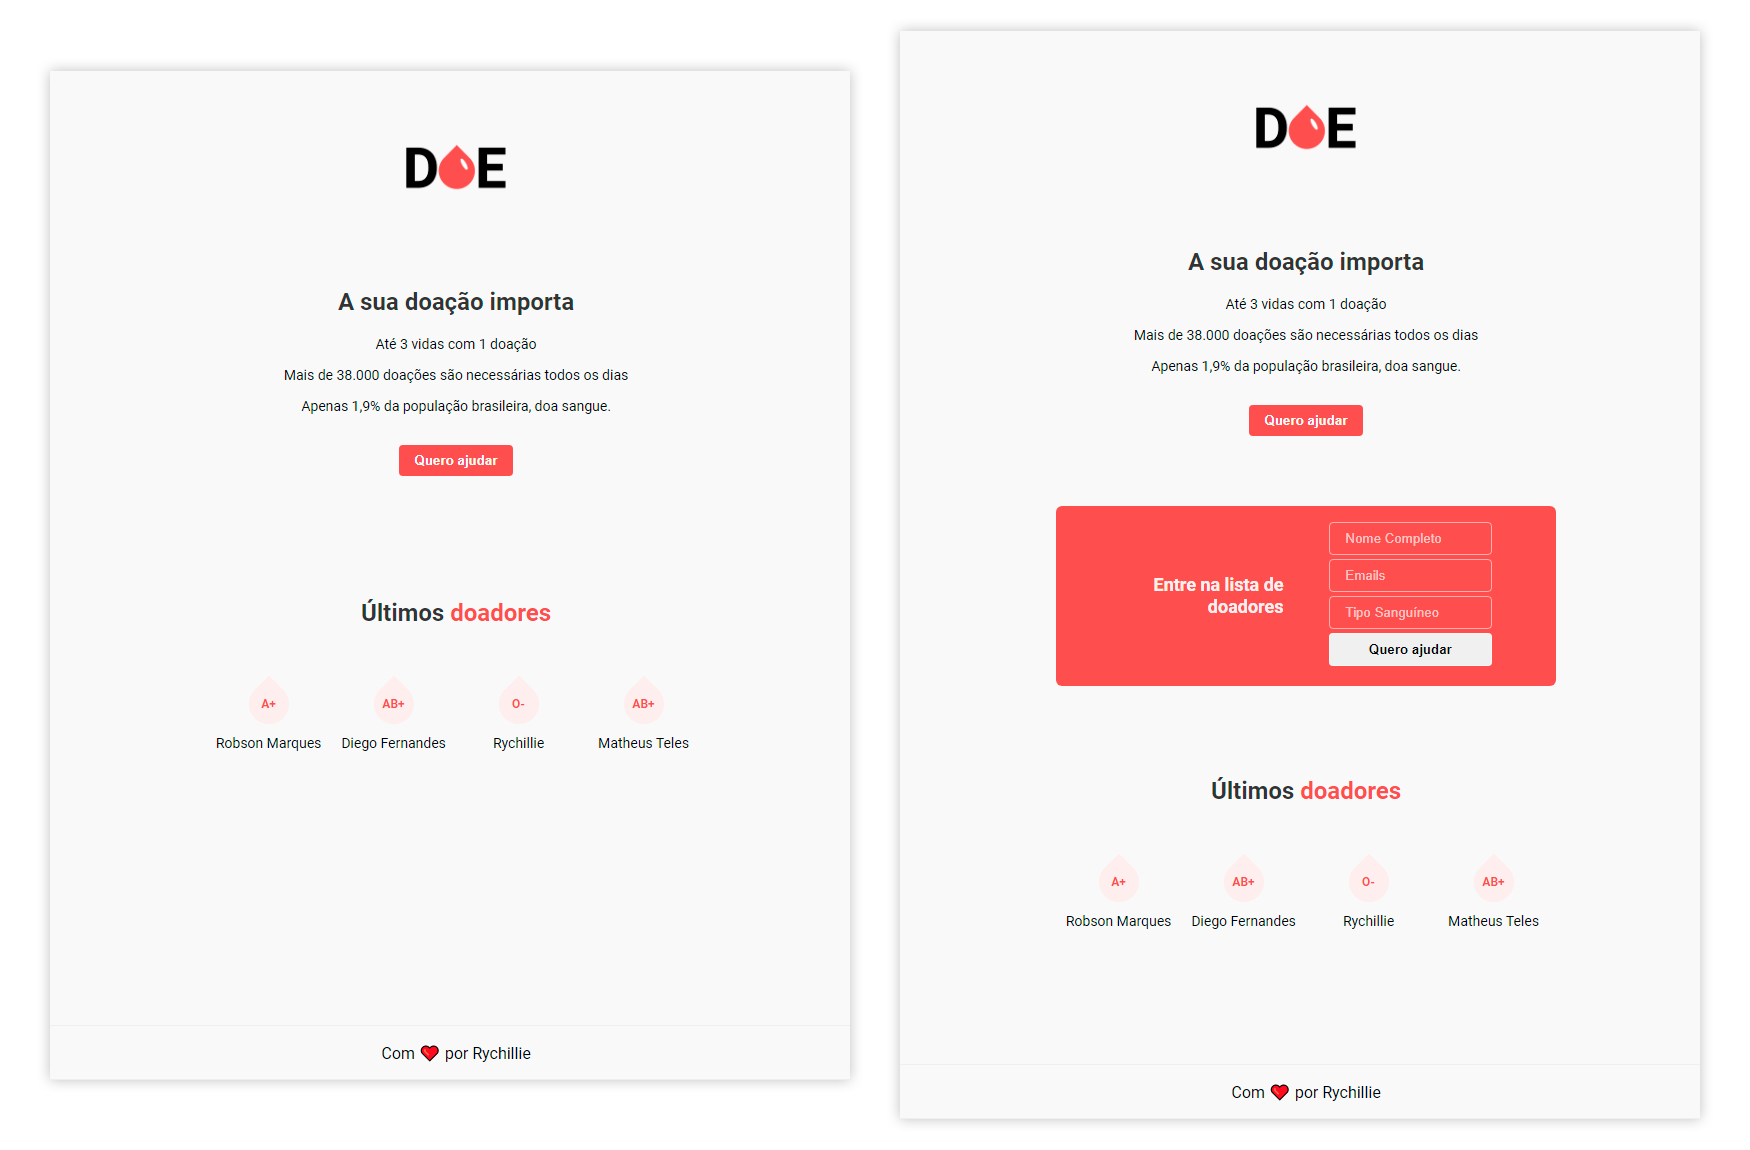 DOE
A sua doação importa
Até 3 vidas com 1 doação
Mais de 38.000 doações são necessárias todos os dias
Apenas 1,9% da população brasileira, doa sangue.
Quero ajudar
Últimos doadores
A+ AB+ O- AB+
Robson Marques Diego Fernandes Rychillie Matheus Teles
Com ❤ por Rychillie
DOE
A sua doação importa
Até 3 vidas com 1 doação
Mais de 38.000 doações são necessárias todos os dias
Apenas 1,9% da população brasileira, doa sangue.
Quero ajudar
Entre na lista de
doadores
Nome Completo
Emails
Tipo Sanguíneo
Quero ajudar
Últimos doadores
A+ AB+ O- AB+
Robson Marques Diego Fernandes Rychillie Matheus Teles
Com ❤ por Rychillie